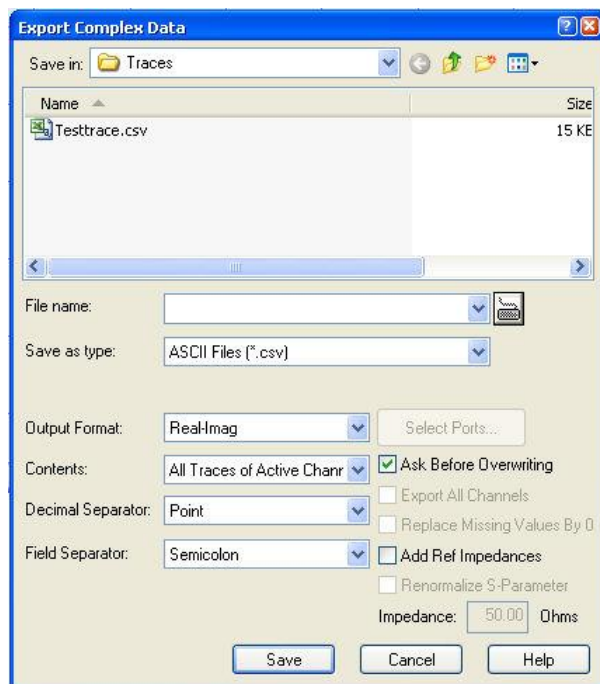 Export Complex Data
Save in: Traces
Name Size
Testtrace.csv 15 KE
File name:
Save as type: ASCII Files (*.csv)
Output Format: Real-Imag Select Ports...
Contents: All Traces of Active Chanr Ask Before Overwriting
Export All Channels
Decimal Separator: Point
Replace Missing Values By 0
Field Separator: Semicolon Add Ref Impedances
Renormalize S-Parameter
Impedance: 50.00 Ohms
Save Cancel Help